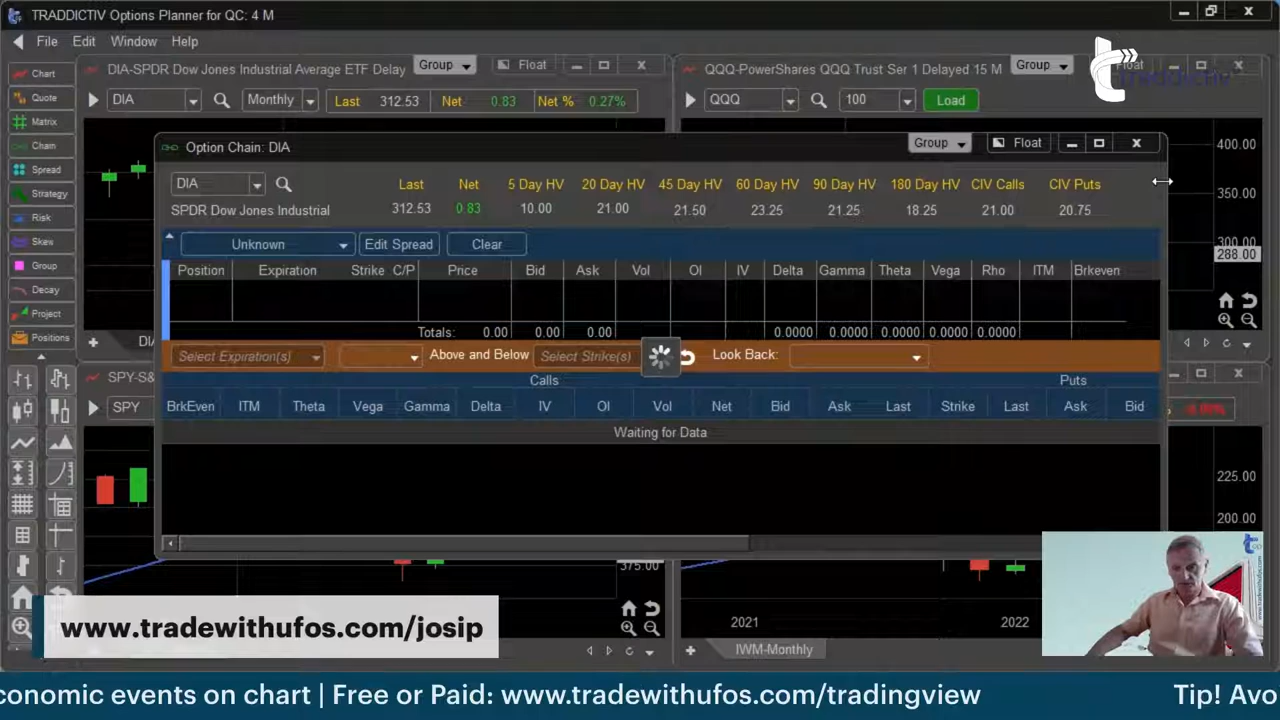 TRADDICTIV Options Planner for QC: 4 M
File Edit Window Help
Chart
Quote
Matrix
Chain
Spread
Strategy
Risk
Skew
Group
Decay
Project
Positions
DIA-SPDR Dow Jones Industrial Average ETF Delay Group Float
DIA Monthly Last 312.53 Net 0.83 Net % 0.27%
QQQ-PowerShares QQQ Trust Ser 1 Delayed 15 M Group Float
QQQ 100 Load
traddictiv
400.00
350.00
300.00
288.00
Option Chain: DIA Group Float
DIA Last Net 5 Day HV 20 Day HV 45 Day HV 60 Day HV 90 Day HV 180 Day HV CIV Calls CIV Puts
SPDR Dow Jones Industrial 312.53 0.83 10.00 21.00 21.50 23.25 21.25 18.25 21.00 20.75
Unknown Edit Spread Clear
Position Expiration Strike C/P Price Bid Ask Vol OI IV Delta Gamma Theta Vega Rho ITM Brkeven
Totals: 0.00 0.00 0.00 0.0000 0.0000 0.0000 0.0000 0.0000
Select Expiration(s) Above and Below Select Strike(s) Look Back:
Calls Puts
BrkEven ITM Theta Vega Gamma Delta IV OI Vol Net Bid Ask Last Strike Last Ask Bid
Waiting for Data
DI
SPY-S&
SPY
225.00
200.00
375.00
2021 2022
IWM-Monthly
www.tradewithufos.com/josip
conomic events on chart | Free or Paid: www.tradewithufos.com/tradingview Tip! Avo